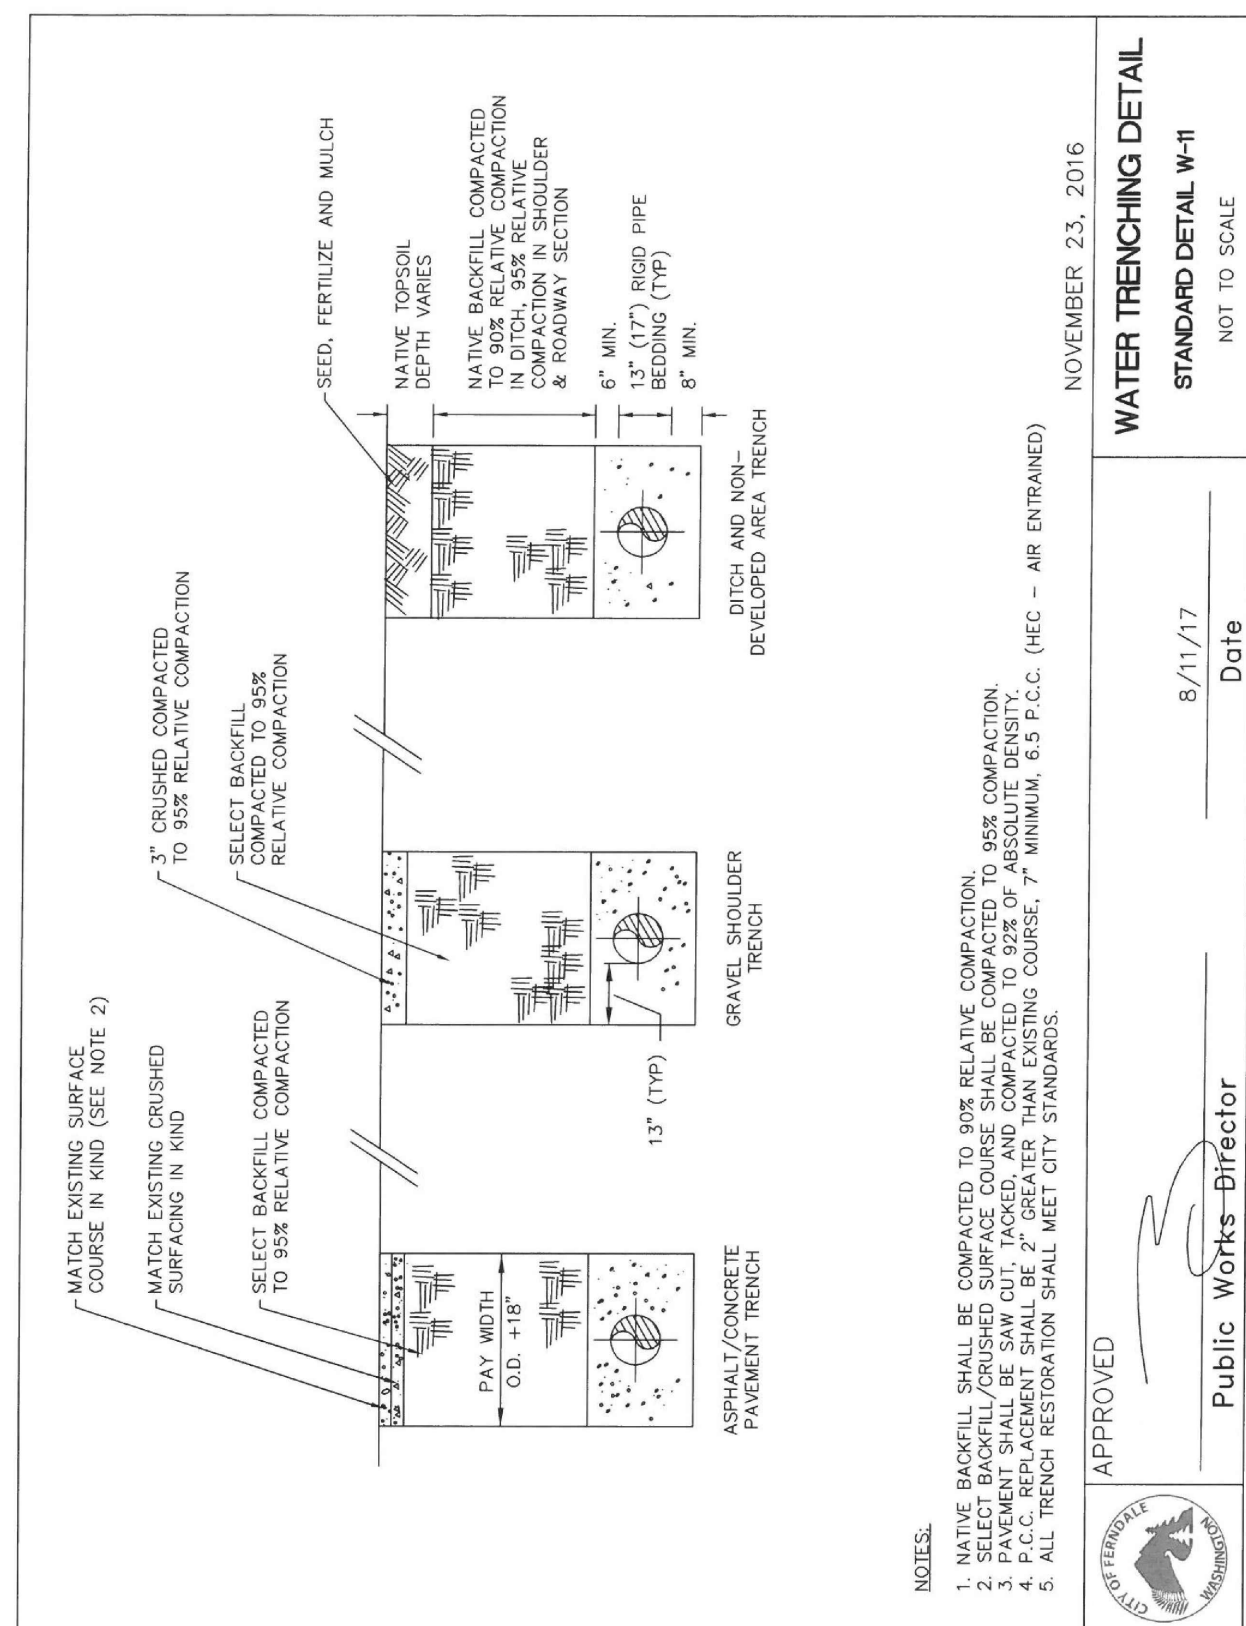 MATCH EXISTING SURFACE
COURSE IN KIND (SEE NOTE 2)
MATCH EXISTING CRUSHED
SURFACING IN KIND
SELECT BACKFILL COMPACTED
TO 95% RELATIVE COMPACTION
3" CRUSHED COMPACTED
TO 95% RELATIVE COMPACTION
SELECT BACKFILL
COMPACTED TO 95%
RELATIVE COMPACTION
SEED, FERTILIZE AND MULCH
NATIVE TOPSOIL
DEPTH VARIES
NATIVE BACKFILL COMPACTED
TO 90% RELATIVE COMPACTION
IN DITCH, 95% RELATIVE
COMPACTION IN SHOULDER
& ROADWAY SECTION
6" MIN.
13" (17") RIGID PIPE
BEDDING (TYP)
8" MIN.
PAY WIDTH
O.D. +18"
13" (TYP)
ASPHALT/CONCRETE
PAVEMENT TRENCH
GRAVEL SHOULDER
TRENCH
DITCH AND NON-
DEVELOPED AREA TRENCH
NOTES:
1. NATIVE BACKFILL SHALL BE COMPACTED TO 90% RELATIVE COMPACTION.
2. SELECT BACKFILL/CRUSHED SURFACE COURSE SHALL BE COMPACTED TO 95% COMPACTION.
3. PAVEMENT SHALL BE SAW CUT, TACKED, AND COMPACTED TO 92% OF ABSOLUTE DENSITY.
4. P.C.C. REPLACEMENT SHALL BE 2" GREATER THAN EXISTING COURSE, 7" MINIMUM, 6.5 P.C.C. (HEC - AIR ENTRAINED)
5. ALL TRENCH RESTORATION SHALL MEET CITY STANDARDS.
NOVEMBER 23, 2016
CITY OF FERNDALE
WASHINGTON
APPROVED
Public Works Director
8/11/17
Date
WATER TRENCHING DETAIL
STANDARD DETAIL W-11
NOT TO SCALE